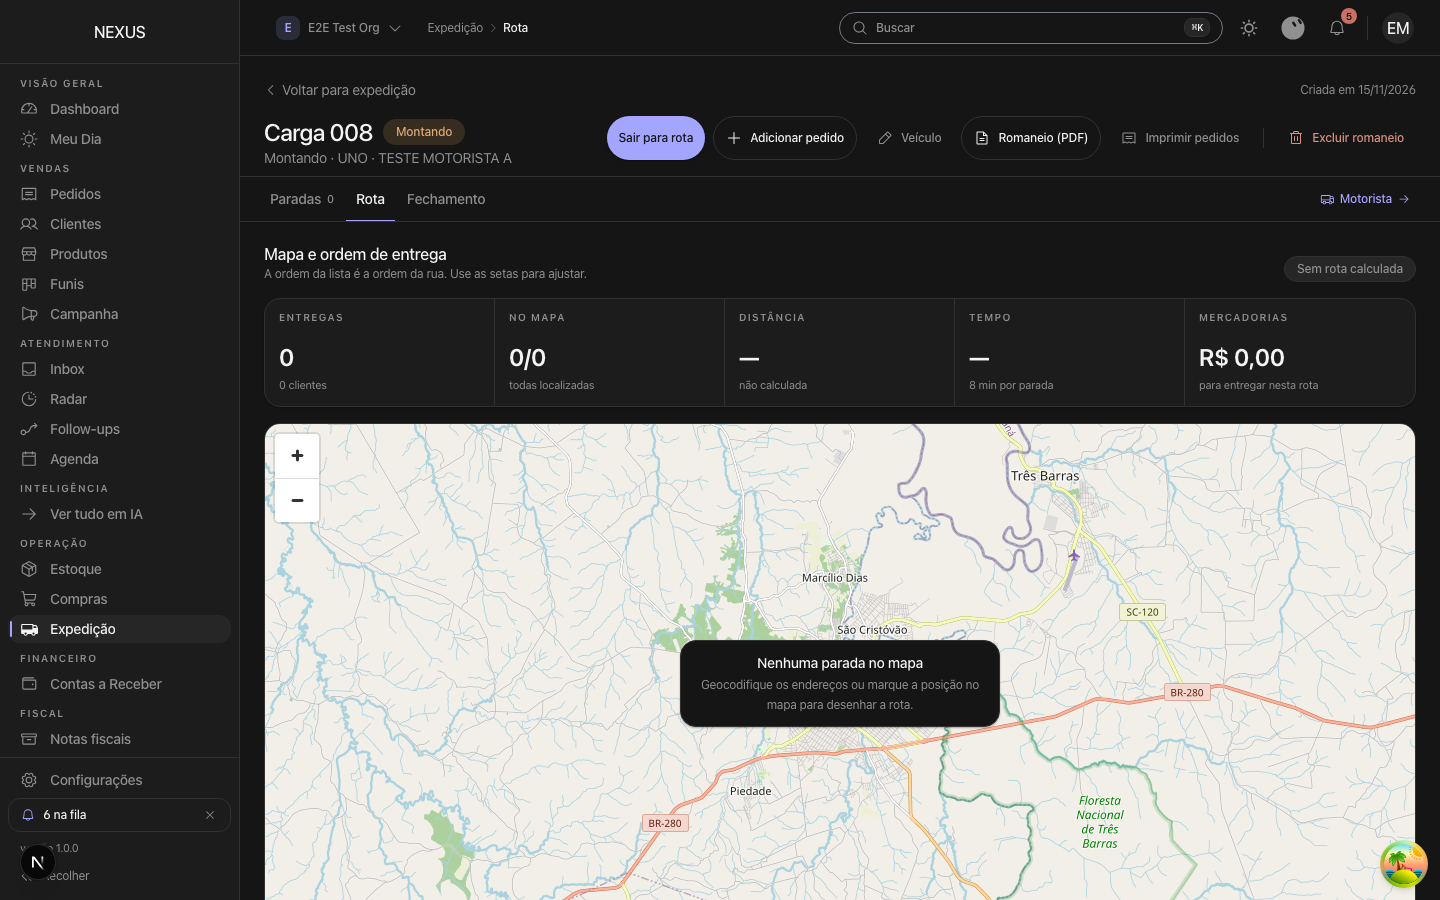 NEXUS
VISÃO GERAL
Dashboard
Meu Dia
VENDAS
Pedidos
Clientes
Produtos
Funis
Campanha
ATENDIMENTO
Inbox
Radar
Follow-ups
Agenda
INTELIGÊNCIA
Ver tudo em IA
OPERAÇÃO
Estoque
Compras
Expedição
FINANCEIRO
Contas a Receber
FISCAL
Notas fiscais
Configurações
6 na fila
1.0.0
N
E E2E Test Org
Expedição > Rota
Buscar ⌘K
5
EM
Voltar para expedição
Criada em 15/11/2026
Carga 008 Montando
Montando · UNO · TESTE MOTORISTA A
Sair para rota
Adicionar pedido
Veículo
Romaneio (PDF)
Imprimir pedidos
Excluir romaneio
Paradas 0
Rota
Fechamento
Motorista →
Mapa e ordem de entrega
A ordem da lista é a ordem da rua. Use as setas para ajustar.
Sem rota calculada
ENTREGAS
0
0 clientes
NO MAPA
0/0
todas localizadas
DISTÂNCIA
—
não calculada
TEMPO
—
8 min por parada
MERCADORIAS
R$ 0,00
para entregar nesta rota
+
−
Três Barras
Marcílio Dias
SC-120
São Cristóvão
Nenhuma parada no mapa
Geocodifique os endereços ou marque a posição no
mapa para desenhar a rota.
BR-280
Piedade
BR-280
Floresta
Nacional
de Três
Barras